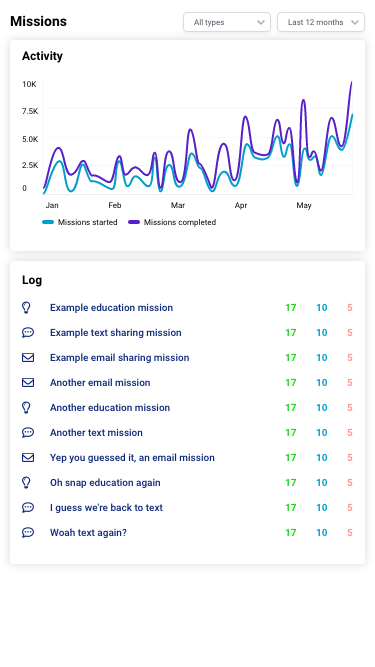 Missions
All types
Last 12 months
Activity
10K
7.5K
5.0K
2.5K
0
Jan Feb Mar Apr May
Missions started Missions completed
Log
Example education mission 17 10 5
Example text sharing mission 17 10 5
Example email sharing mission 17 10 5
Another email mission 17 10 5
Another education mission 17 10 5
Another text mission 17 10 5
Yep you guessed it, an email mission 17 10 5
Oh snap education again 17 10 5
I guess we're back to text 17 10 5
Woah text again? 17 10 5